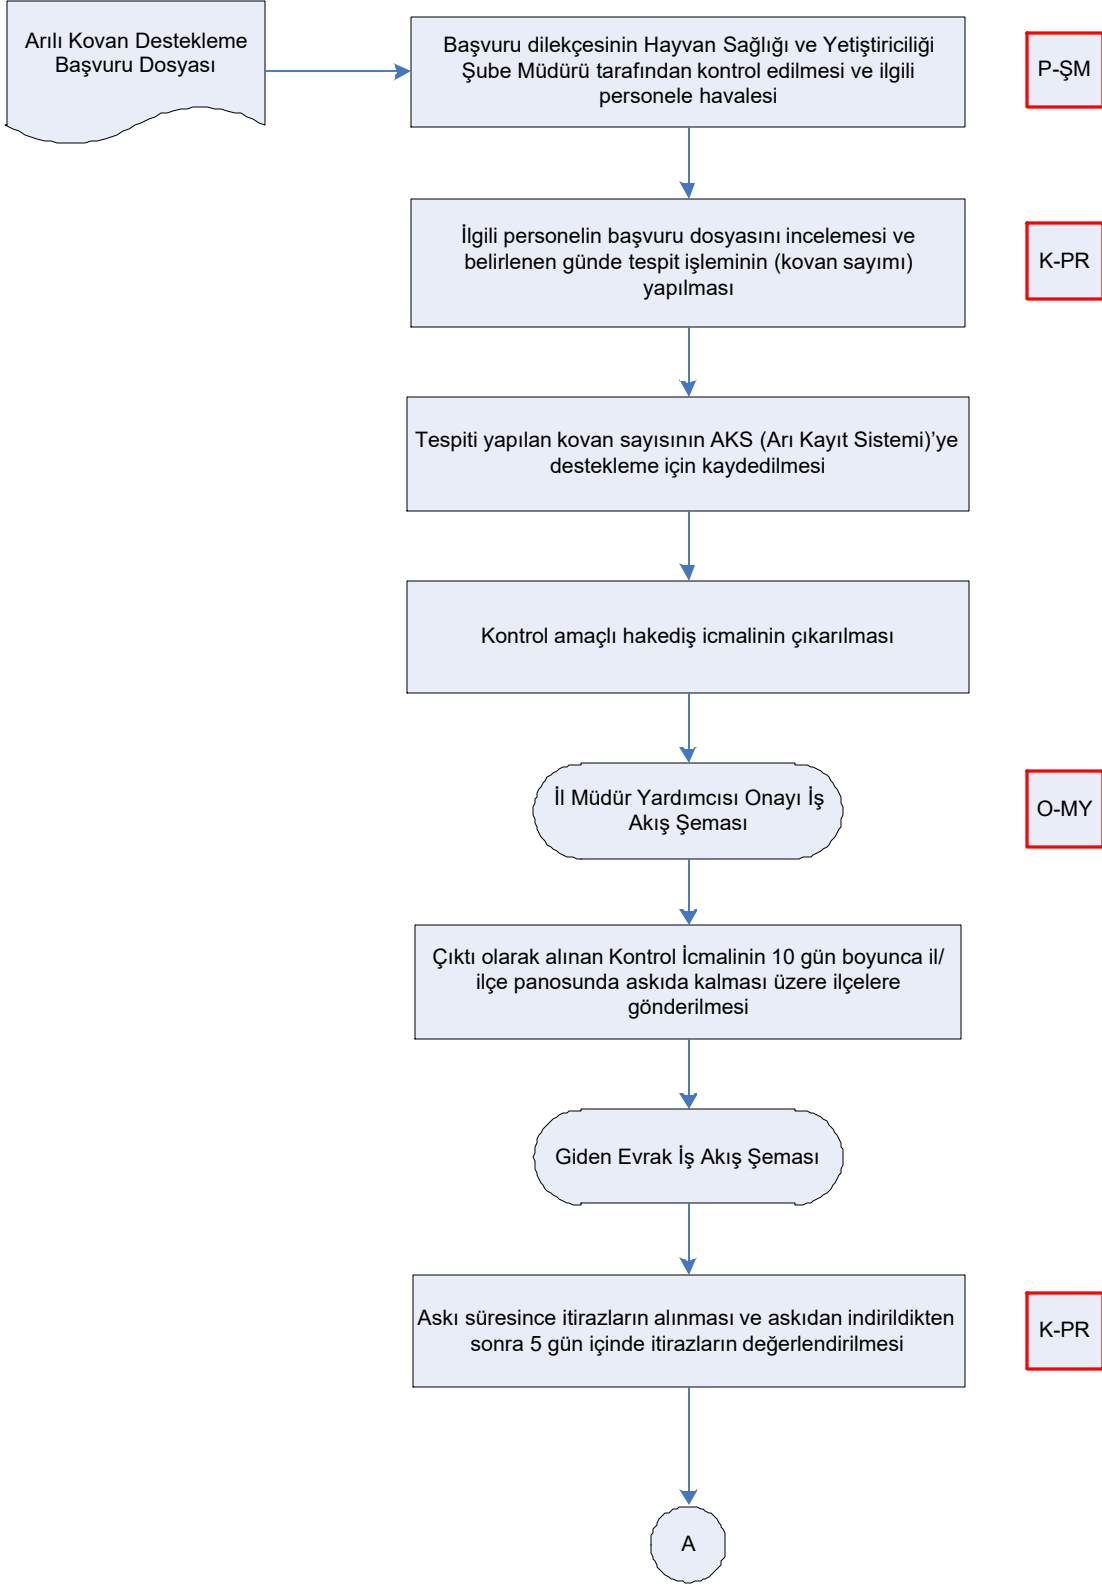 Arılı Kovan Destekleme
Başvuru Dosyası
Başvuru dilekçesinin Hayvan Sağlığı ve Yetiştiriciliği
Şube Müdürü tarafından kontrol edilmesi ve ilgili
personele havalesi
P-ŞM
İlgili personelin başvuru dosyasını incelemesi ve
belirlenen günde tespit işleminin (kovan sayımı)
yapılması
K-PR
Tespiti yapılan kovan sayısının AKS (Arı Kayıt Sistemi)’ye
destekleme için kaydedilmesi
Kontrol amaçlı hakediş icmalinin çıkarılması
İl Müdür Yardımcısı Onayı İş
Akış Şeması
O-MY
Çıktı olarak alınan Kontrol İcmalinin 10 gün boyunca il/
ilçe panosunda askıda kalması üzere ilçelere
gönderilmesi
Giden Evrak İş Akış Şeması
Askı süresince itirazların alınması ve askıdan indirildikten
sonra 5 gün içinde itirazların değerlendirilmesi
K-PR
A